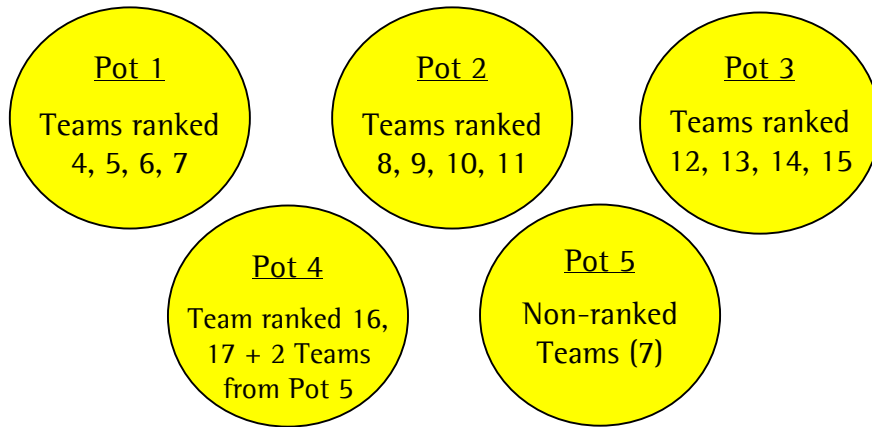 Pot 1
Teams ranked
4, 5, 6, 7
Pot 2
Teams ranked
8, 9, 10, 11
Pot 3
Teams ranked
12, 13, 14, 15
Pot 4
Team ranked 16,
17 + 2 Teams
from Pot 5
Pot 5
Non-ranked
Teams (7)